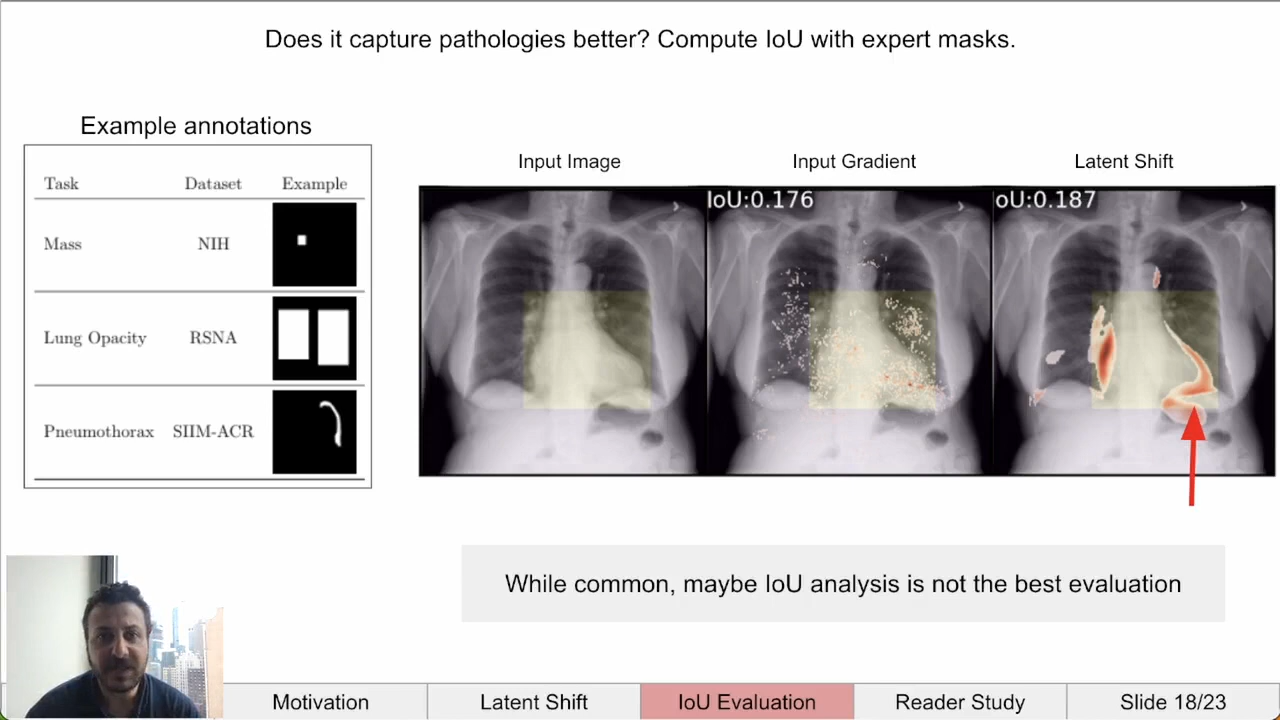 Does it capture pathologies better? Compute IoU with expert masks.
Example annotations
Task Dataset Example
Mass NIH
Lung Opacity RSNA
Pneumothorax SIIM-ACR
Input Image Input Gradient Latent Shift
IoU:0.176 oU:0.187
While common, maybe IoU analysis is not the best evaluation
Motivation Latent Shift IoU Evaluation Reader Study Slide 18/23